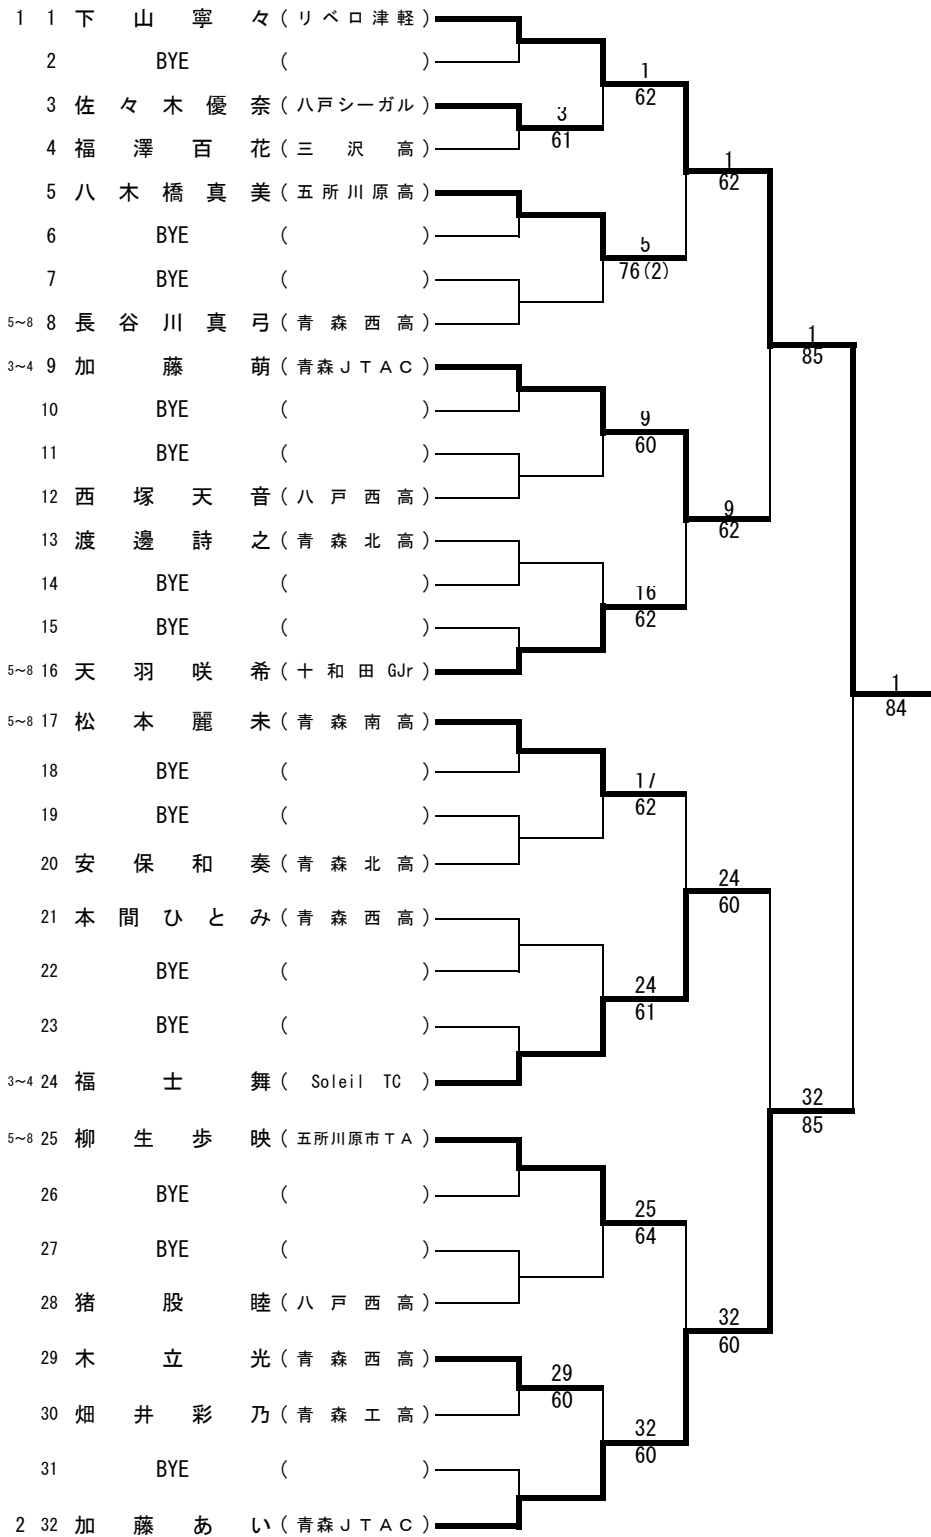 1 1 下山寧々 (リベロ津軽)
2 BYE ( )
1
62
3 佐々木優奈 (八戸シーガル)
3
61
4 福澤百花 (三沢高)
1
62
5 八木橋真美 (五所川原高)
6 BYE ( )
5
76(2)
7 BYE ( )
5~8 8 長谷川真弓 (青森西高)
1
85
3~4 9 加藤萌 (青森JTAC)
10 BYE ( )
9
60
11 BYE ( )
12 西塚天音 (八戸西高)
9
62
13 渡邊詩之 (青森北高)
14 BYE ( )
16
62
15 BYE ( )
5~8 16 天羽咲希 (十和田GJr)
1
84
5~8 17 松本麗未 (青森南高)
18 BYE ( )
17
62
19 BYE ( )
20 安保和奏 (青森北高)
24
60
21 本間ひとみ (青森西高)
22 BYE ( )
24
61
23 BYE ( )
3~4 24 福士舞 (Soleil TC)
32
85
5~8 25 柳生歩映 (五所川原市TA)
26 BYE ( )
25
64
27 BYE ( )
28 猪股睦 (八戸西高)
32
60
29 木立光 (青森西高)
29
60
30 畑井彩乃 (青森工高)
32
60
31 BYE ( )
2 32 加藤あい (青森JTAC)